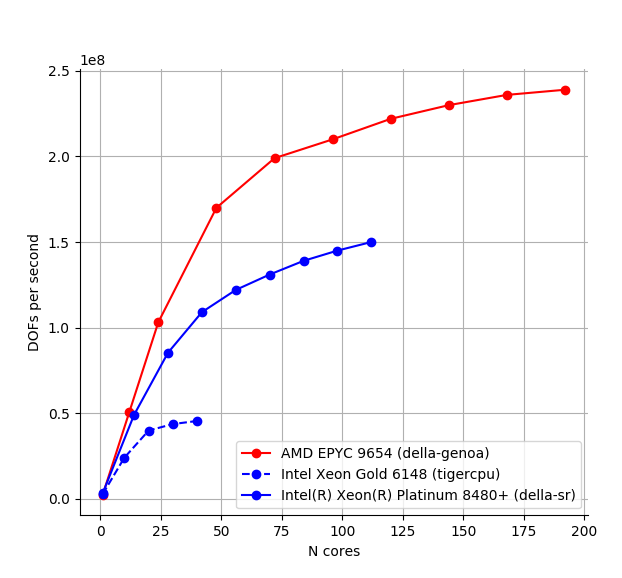 1e8
2.5
2.0
1.5
1.0
0.5
0.0
DOFs per second
AMD EPYC 9654 (della-genoa)
Intel Xeon Gold 6148 (tigercpu)
Intel(R) Xeon(R) Platinum 8480+ (della-sr)
0 25 50 75 100 125 150 175 200
N cores